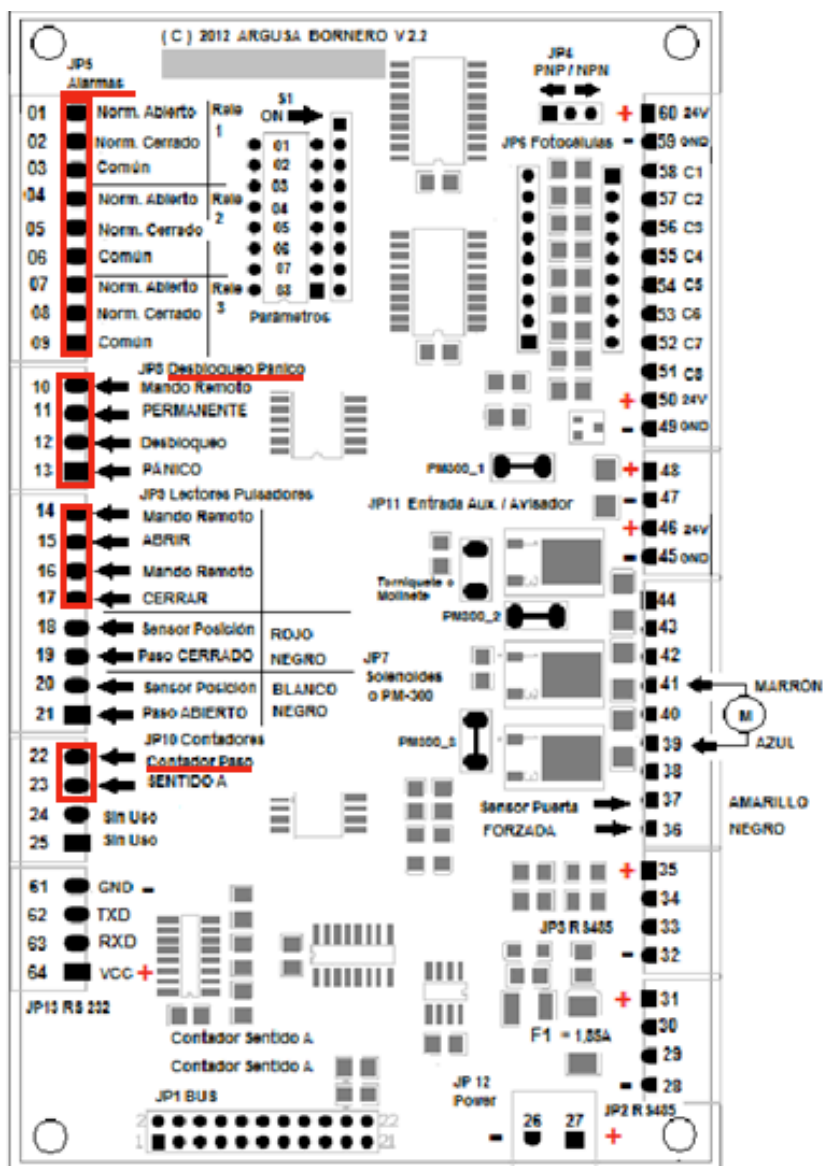 ( C ) 2012 ARGUSA BORNERO V 2.2
JP5
Alarmas
01 Norm. Abierto
02 Norm. Cerrado
03 Común
Rele 1
04 Norm. Abierto
05 Norm. Cerrado
06 Común
Rele 2
07 Norm. Abierto
08 Norm. Cerrado
09 Común
Rele 3
S1
ON
01
02
03
04
05
06
07
08
Parámetros
JP4
PNP / NPN
JP6 Fotocélulas
+ 60 24V
- 59 GND
58 C1
57 C2
56 C3
55 C4
54 C5
53 C6
52 C7
51 C8
+ 50 24V
- 49 GND
Desbloqueo Pánico
10 Mando Remoto
11 PERMANENTE
12 Desbloqueo
13 PÁNICO
Lectores Pulsadores
14 Mando Remoto
15 ABRIR
16 Mando Remoto
17 CERRAR
18 Sensor Posición ROJO
19 Paso CERRADO NEGRO
20 Sensor Posición BLANCO
21 Paso ABIERTO NEGRO
PM300_1
+ 48
- 47
JP11 Entrada Aux. / Avisador
+ 46 24V
- 45 GND
Torniquete o
Molinete
PM300_2
JP7
Solenoides
o PM-300
PM300_3
44
43
42
41 MARRÓN
40
M
39 AZUL
38
Sensor Puerta 37 AMARILLO
FORZADA 36 NEGRO
JP10 Contadores
22 Contador Paso
23 SENTIDO A
24 Sin Uso
25 Sin Uso
61 GND -
62 TXD
63 RXD
64 VCC +
JP13 RS 232
+ 35
34
JP3 RS485 33
- 32
+ 31
F1 = 1,85A
30
29
- 28
JP2 RS485
Contador Sentido A
Contador Sentido A
JP1 BUS
2 22
1 21
JP 12
Power
- 26 27 +